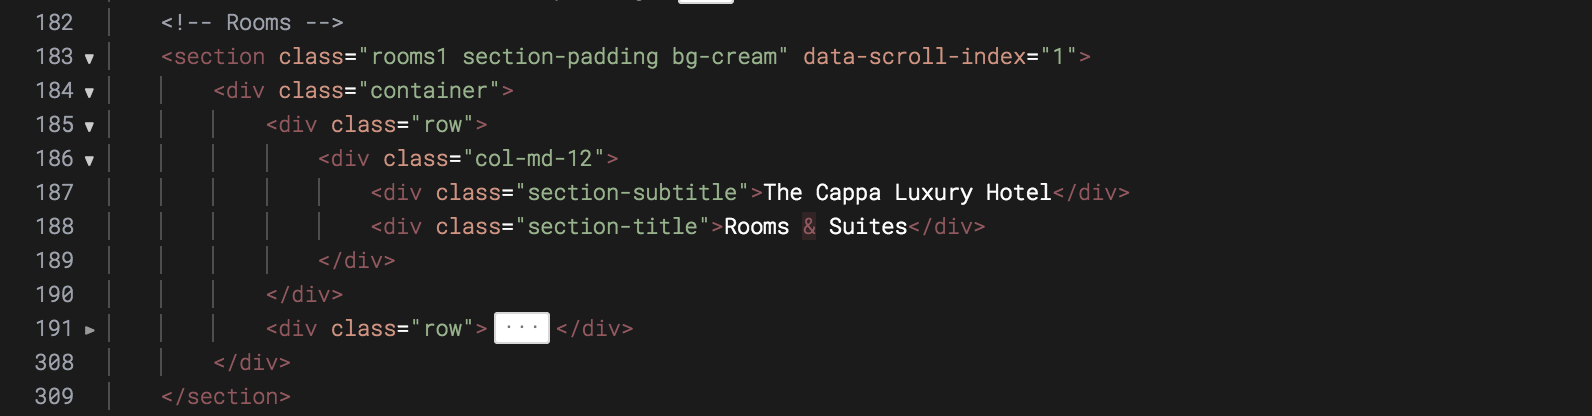 182 <!-- Rooms -->
183 ▼ <section class="rooms1 section-padding bg-cream" data-scroll-index="1">
184 ▼ <div class="container">
185 ▼ <div class="row">
186 ▼ <div class="col-md-12">
187 <div class="section-subtitle">The Cappa Luxury Hotel</div>
188 <div class="section-title">Rooms & Suites</div>
189 </div>
190 </div>
191 ► <div class="row"> ··· </div>
308 </div>
309 </section>